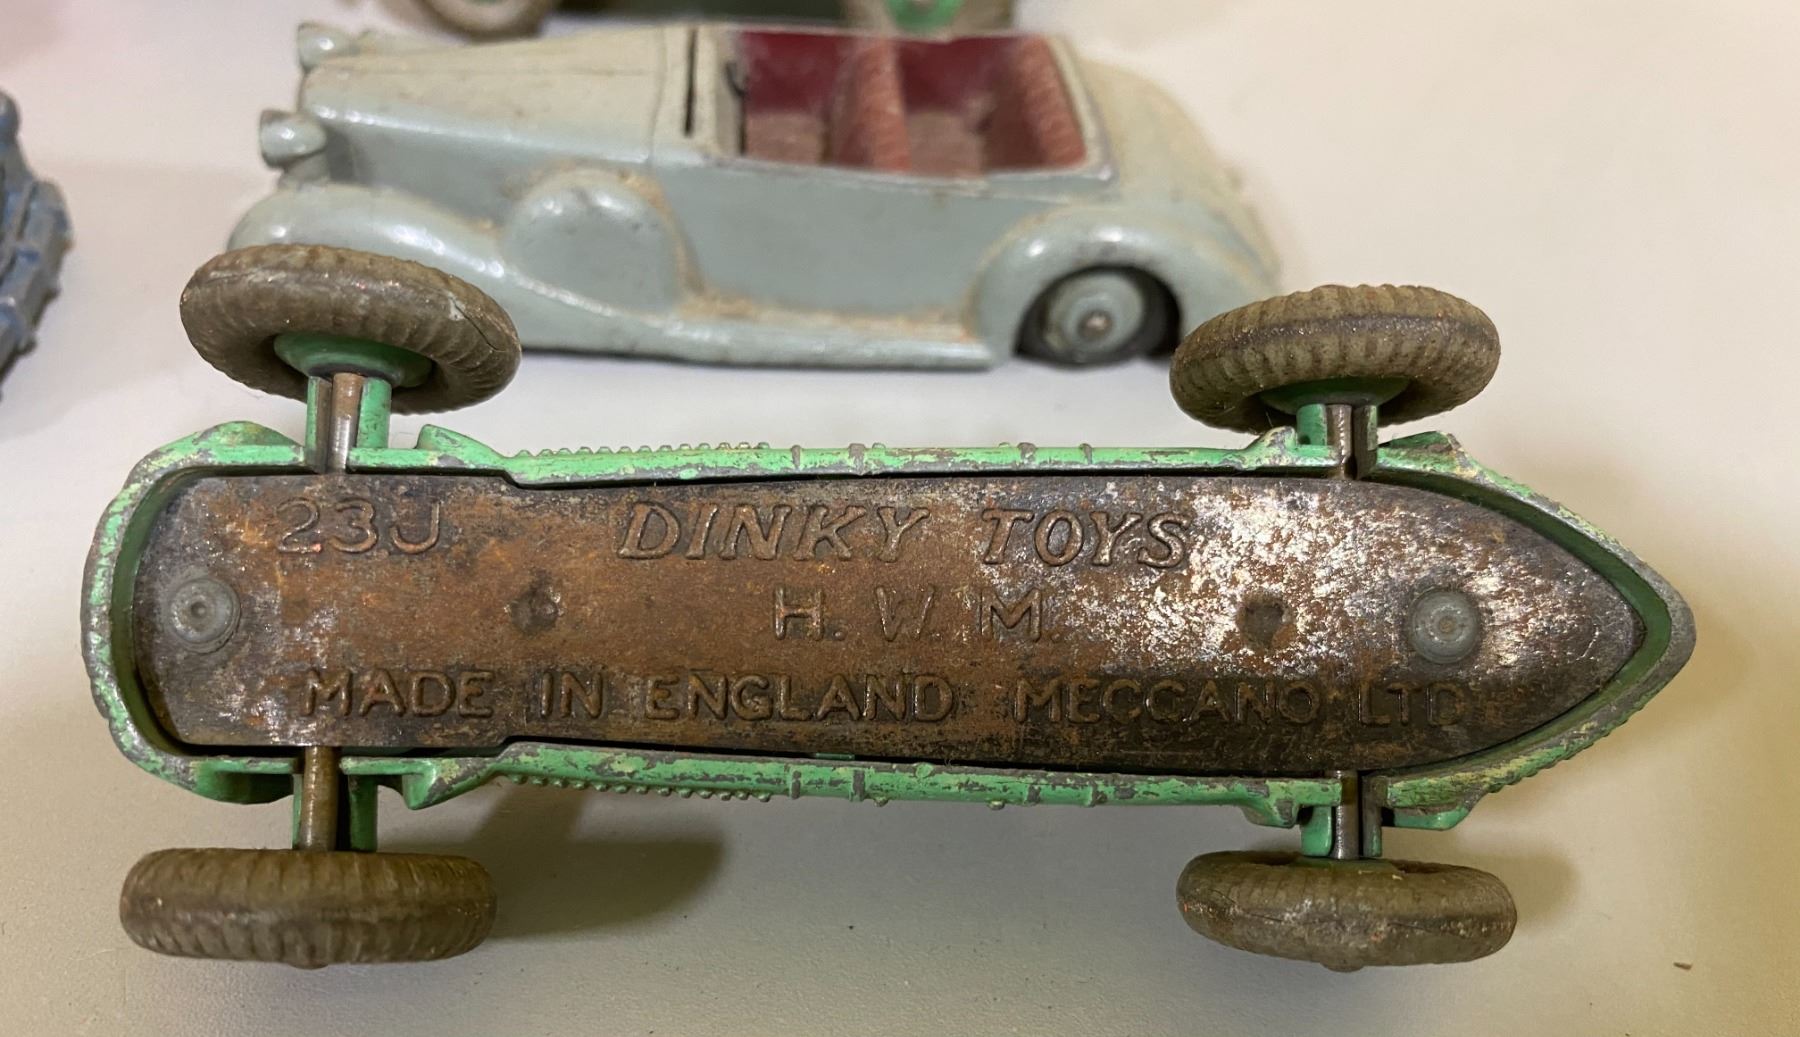 23J DINKY TOYS
H. W. M.
MADE IN ENGLAND MECCANO LTD